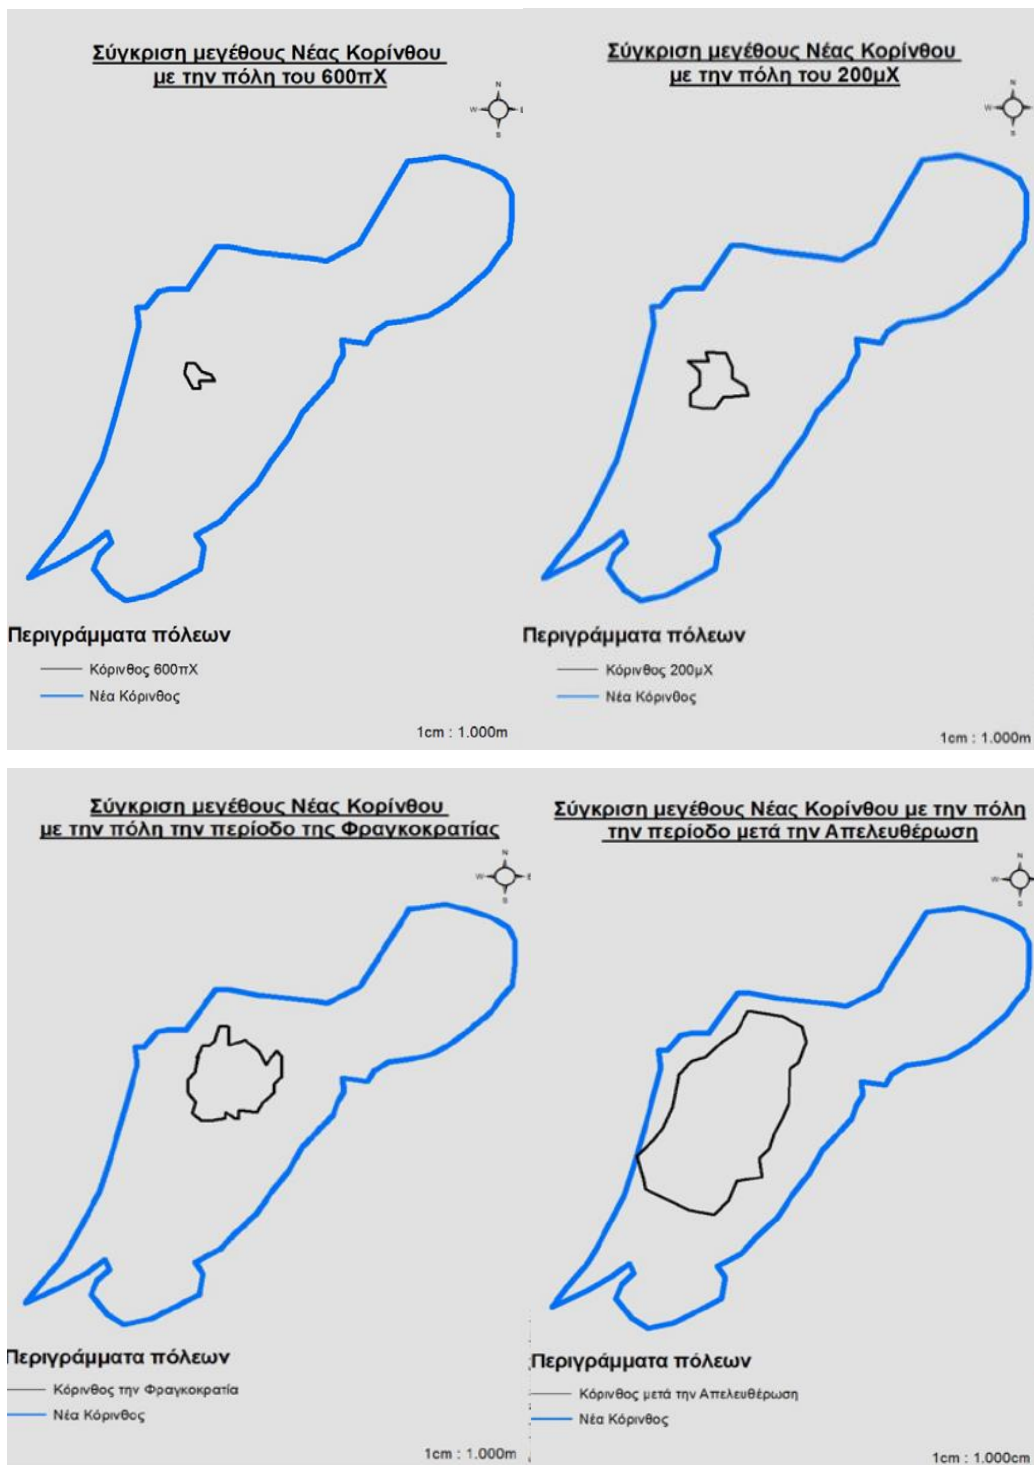 Σύγκριση μεγέθους Νέας Κορίνθου
με την πόλη του 600πΧ
N
W
S
Περιγράμματα πόλεων
Κόρινθος 600πΧ
Νέα Κόρινθος
1cm : 1.000m
Σύγκριση μεγέθους Νέας Κορίνθου
με την πόλη του 200μΧ
N
W
S
Περιγράμματα πόλεων
Κόρινθος 200μΧ
Νέα Κόρινθος
1cm : 1.000m
Σύγκριση μεγέθους Νέας Κορίνθου
με την πόλη την περίοδο της Φραγκοκρατίας
N
W
S
Περιγράμματα πόλεων
Κόρινθος την Φραγκοκρατία
Νέα Κόρινθος
1cm : 1.000m
Σύγκριση μεγέθους Νέας Κορίνθου με την πόλη
την περίοδο μετά την Απελευθέρωση
N
W
S
Περιγράμματα πόλεων
Κόρινθος μετά την Απελευθέρωση
Νέα Κόρινθος
1cm : 1.000cm